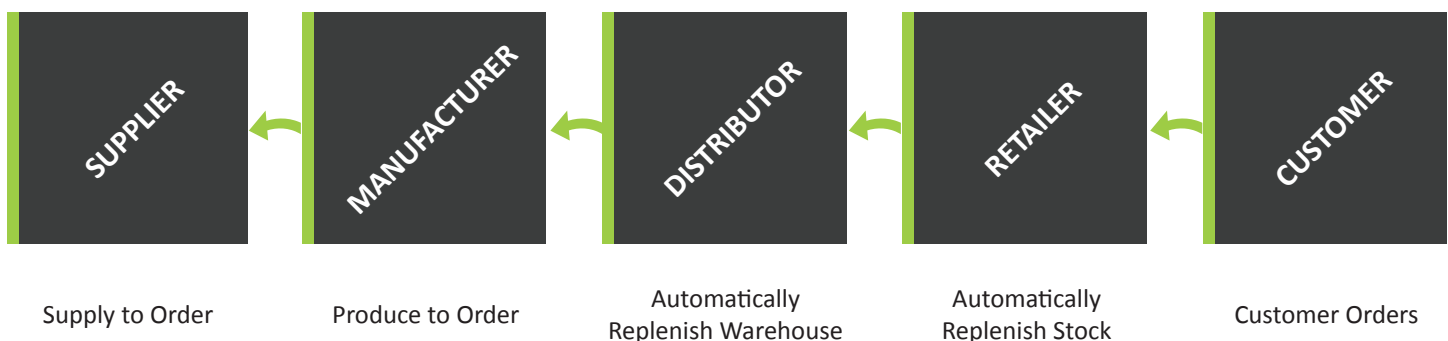 SUPPLIER
MANUFACTURER
DISTRIBUTOR
RETAILER
CUSTOMER
Supply to Order
Produce to Order
Automatically
Replenish Warehouse
Automatically
Replenish Stock
Customer Orders